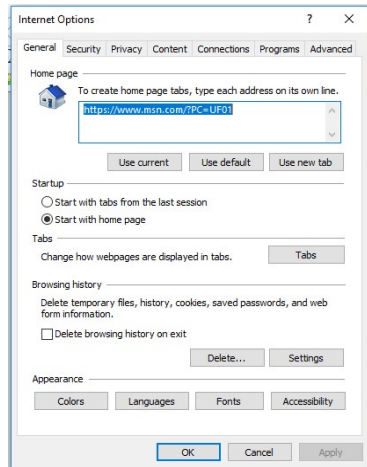 Internet Options ? X
General Security Privacy Content Connections Programs Advanced
Home page
To create home page tabs, type each address on its own line.
https://www.msn.com/?PC=UF01
Use current Use default Use new tab
Startup
Start with tabs from the last session
Start with home page
Tabs
Change how webpages are displayed in tabs. Tabs
Browsing history
Delete temporary files, history, cookies, saved passwords, and web
form information.
Delete browsing history on exit
Delete... Settings
Appearance
Colors Languages Fonts Accessibility
OK Cancel Apply